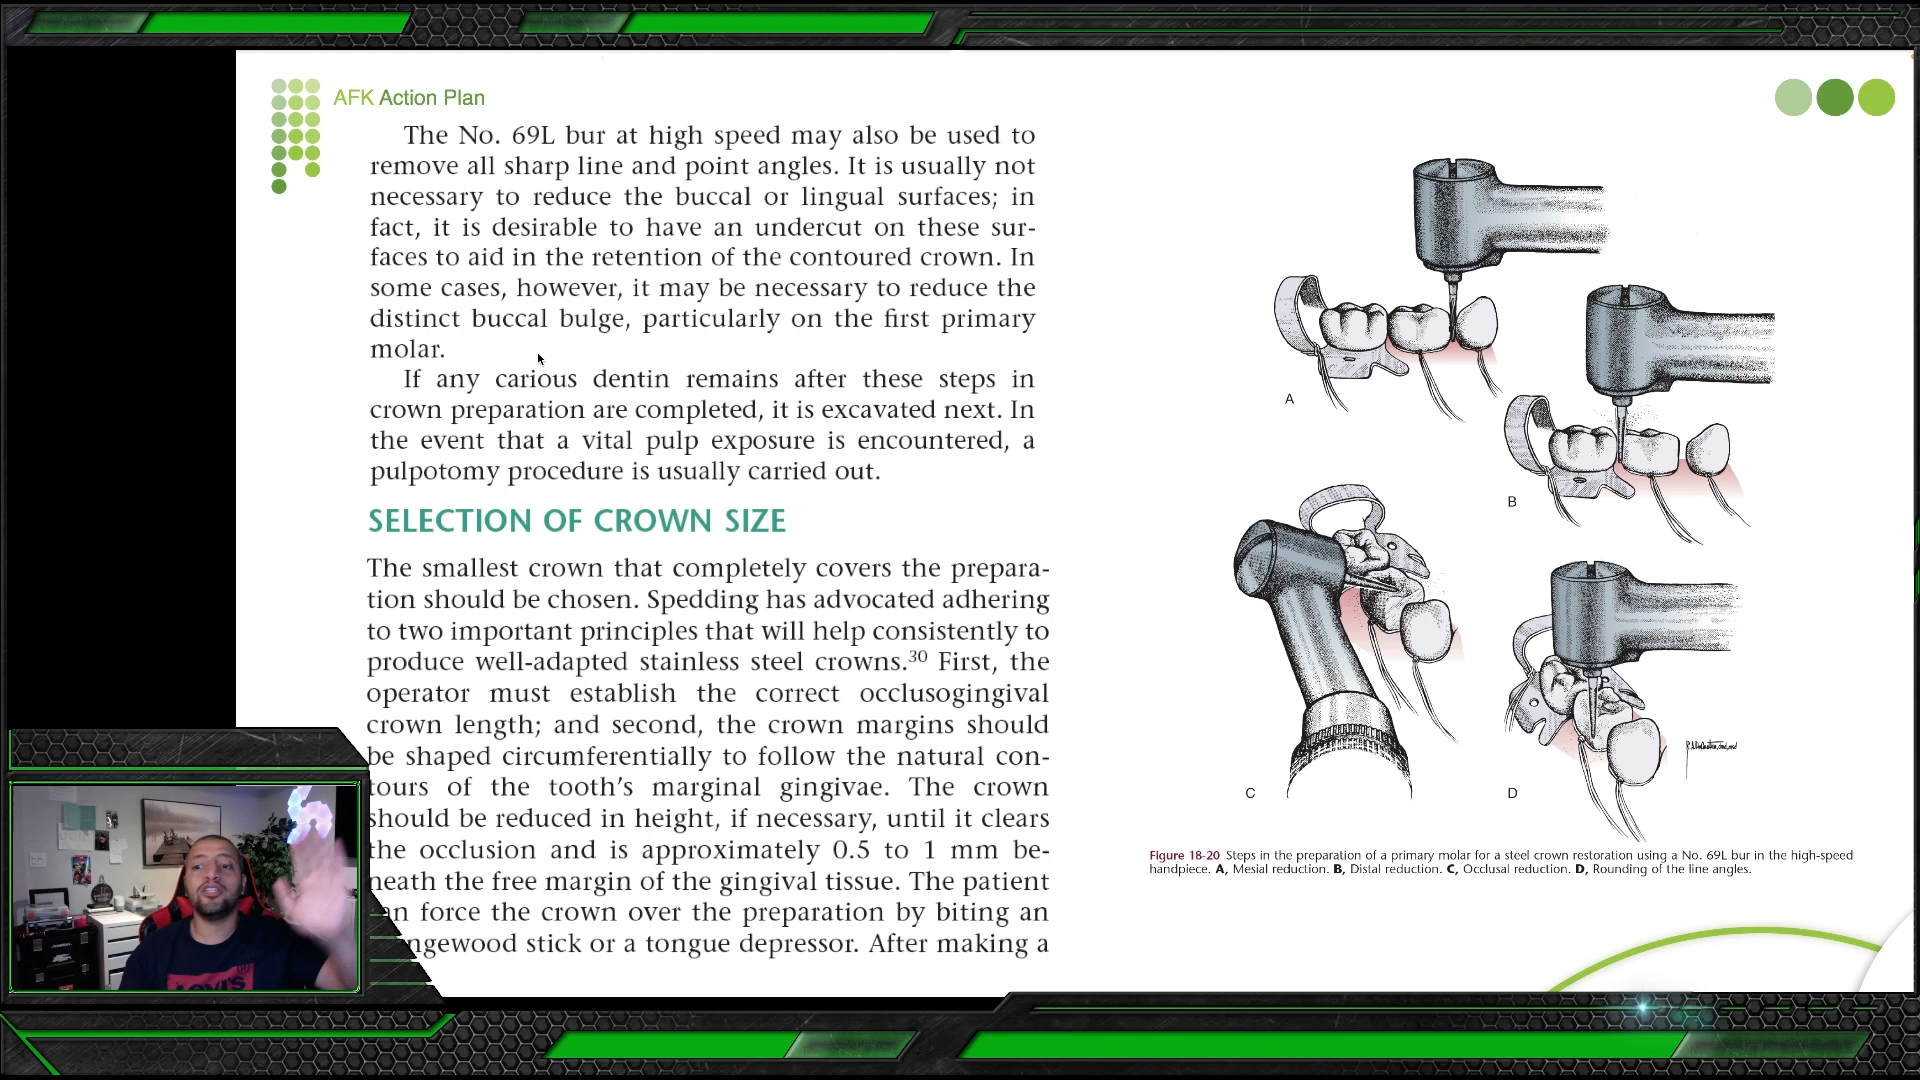 AFK Action Plan
The No. 69L bur at high speed may also be used to
remove all sharp line and point angles. It is usually not
necessary to reduce the buccal or lingual surfaces; in
fact, it is desirable to have an undercut on these sur-
faces to aid in the retention of the contoured crown. In
some cases, however, it may be necessary to reduce the
distinct buccal bulge, particularly on the first primary
molar.
If any carious dentin remains after these steps in
crown preparation are completed, it is excavated next. In
the event that a vital pulp exposure is encountered, a
pulpotomy procedure is usually carried out.
SELECTION OF CROWN SIZE
The smallest crown that completely covers the prepara-
tion should be chosen. Spedding has advocated adhering
to two important principles that will help consistently to
produce well-adapted stainless steel crowns.30 First, the
operator must establish the correct occlusogingival
crown length; and second, the crown margins should
be shaped circumferentially to follow the natural con-
tours of the tooth's marginal gingivae. The crown
should be reduced in height, if necessary, until it clears
the occlusion and is approximately 0.5 to 1 mm be-
neath the free margin of the gingival tissue. The patient
force the crown over the preparation by biting an
stick or a tongue depressor. After making a
A
B
C
D
Figure 18-20 Steps in the preparation of a primary molar for a steel crown restoration using a No. 69L bur in the high-speed
handpiece. A, Mesial reduction. B, Distal reduction. C, Occlusal reduction. D, Rounding of the line angles.
LEVI'S